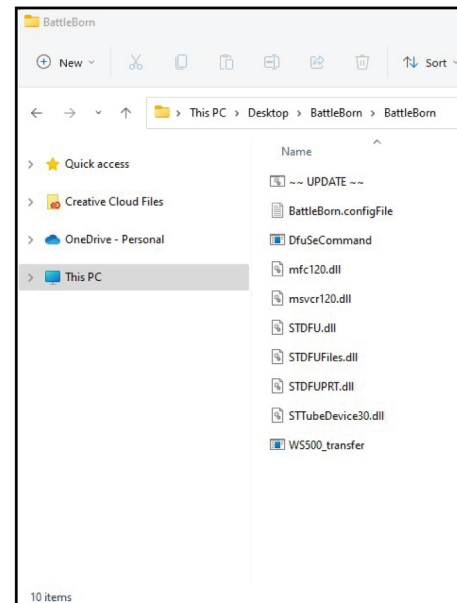 BattleBorn
New
Sort
This PC > Desktop > BattleBorn > BattleBorn
Quick access
Creative Cloud Files
OneDrive - Personal
This PC
Name
~~ UPDATE ~~
BattleBorn.configFile
DfuSeCommand
mfc120.dll
msvcr120.dll
STDFU.dll
STDFUFiles.dll
STDFUPRT.dll
STTubeDevice30.dll
WS500_transfer
10 items